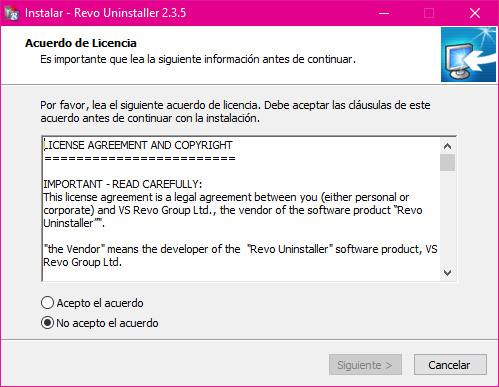 Instalar - Revo Uninstaller 2.3.5
Acuerdo de Licencia
Es importante que lea la siguiente información antes de continuar.
Por favor, lea el siguiente acuerdo de licencia. Debe aceptar las cláusulas de este
acuerdo antes de continuar con la instalación.
LICENSE AGREEMENT AND COPYRIGHT
========================
IMPORTANT - READ CAREFULLY:
This license agreement is a legal agreement between you (either personal or
corporate) and VS Revo Group Ltd., the vendor of the software product “Revo
Uninstaller”".
"the Vendor" means the developer of the  "Revo Uninstaller" software product, VS
Revo Group Ltd.
Acepto el acuerdo
No acepto el acuerdo
Siguiente >
Cancelar